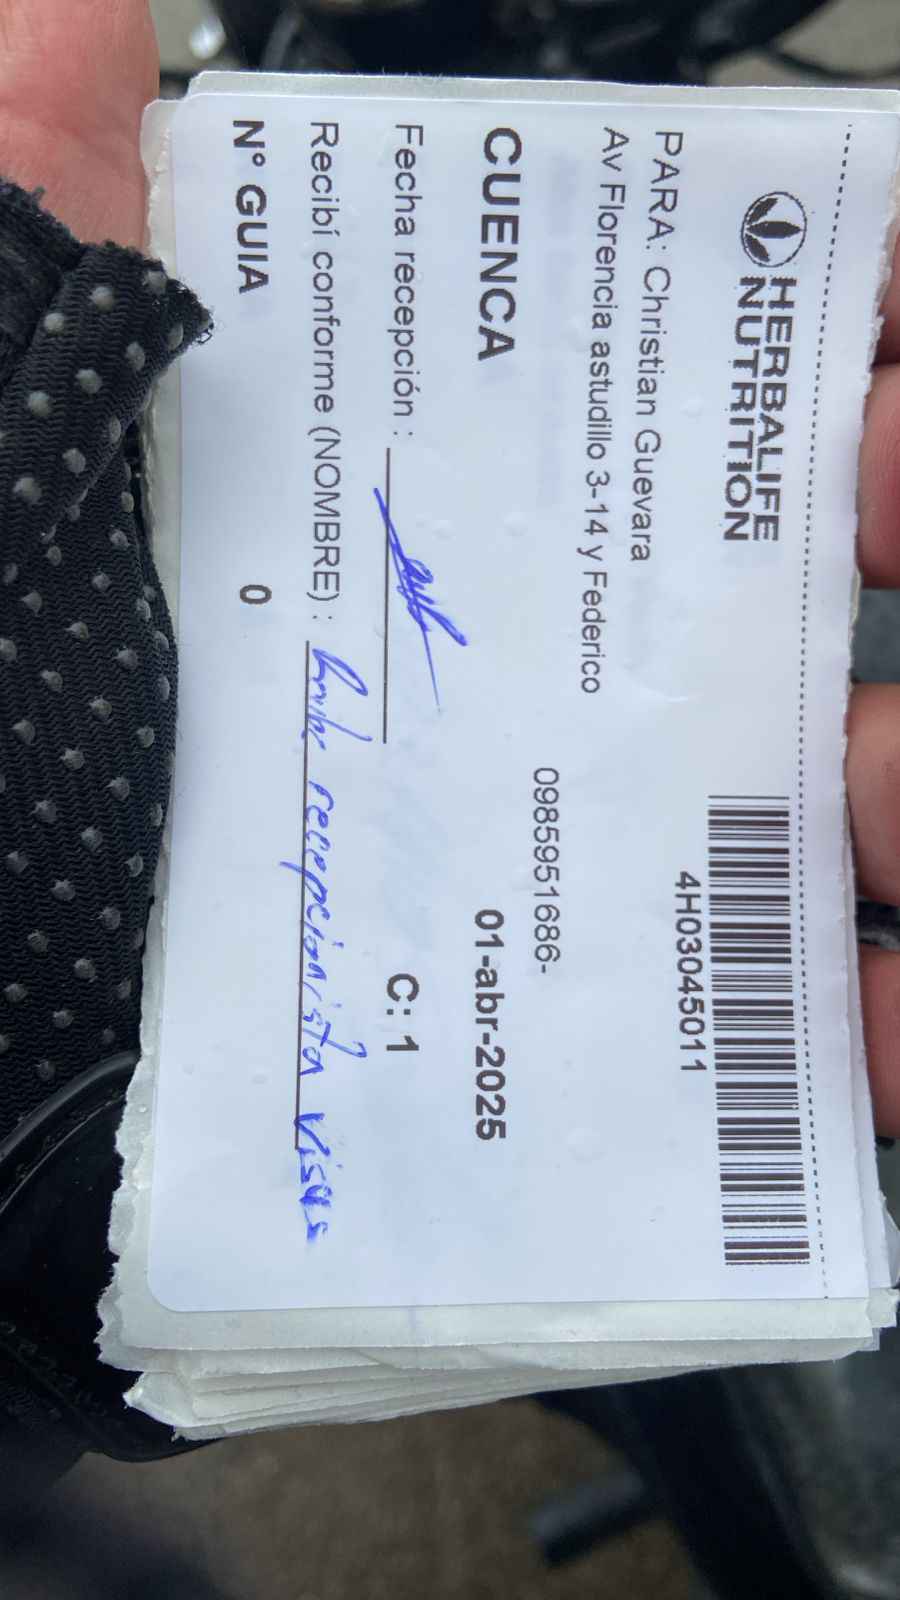 HERBALIFE
NUTRITION
4H03045011
PARA: Christian Guevara
Av Florencia astudillo 3-14 y Federico
0985951686-
CUENCA 01-abr-2025
Fecha recepción : C: 1
Recibí conforme (NOMBRE) : recepcionista visas
N° GUIA 0